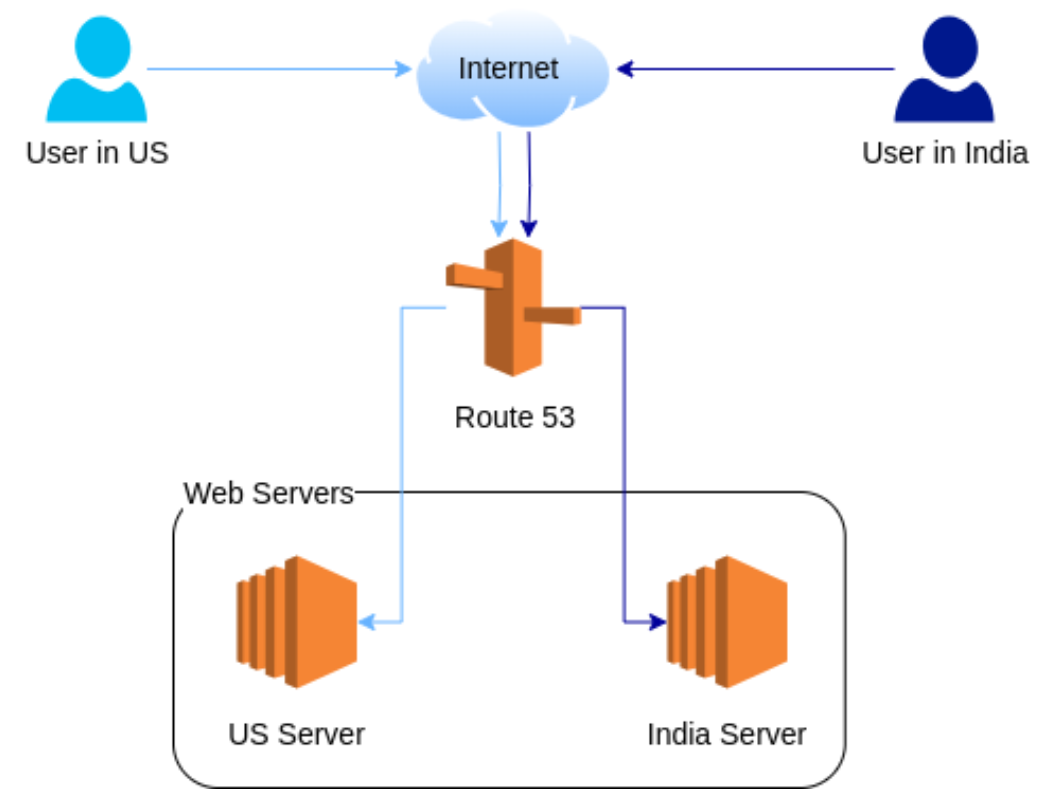 Internet
User in US
User in India
Route 53
Web Servers
US Server
India Server